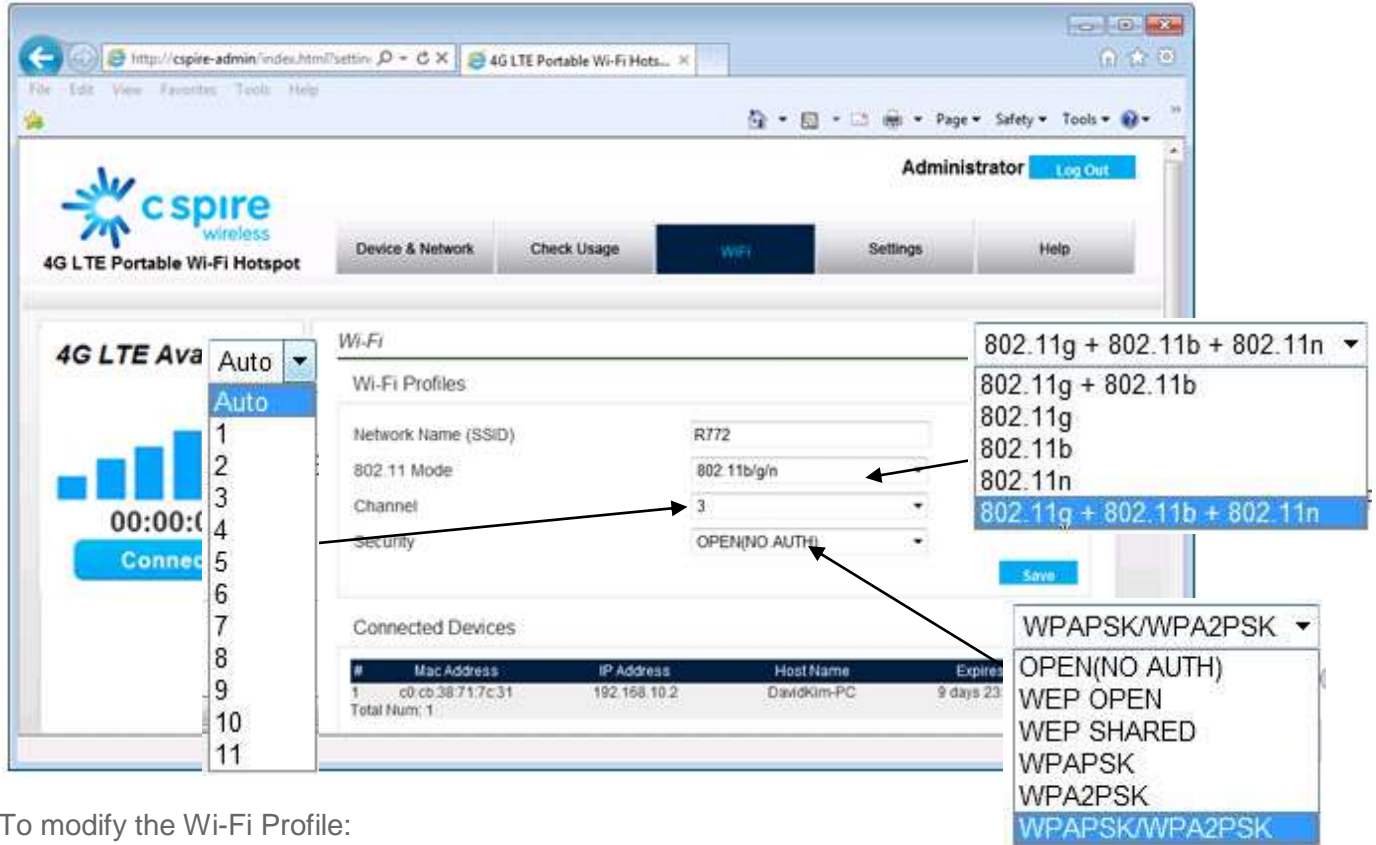 http://cspire-admin/index.html?settin
4G LTE Portable Wi-Fi Hots...
File Edit View Favorites Tools Help
Page Safety Tools
Administrator Log Out
c spire
wireless
4G LTE Portable Wi-Fi Hotspot
Device & Network Check Usage WiFi Settings Help
4G LTE Ava
00:00:
Connec
Auto
Auto
1
2
3
4
5
6
7
8
9
10
11
Wi-Fi
Wi-Fi Profiles
Network Name (SSID) R772
802.11 Mode 802.11b/g/n
Channel 3
Security OPEN(NO AUTH)
Save
802.11g + 802.11b + 802.11n
802.11g + 802.11b
802.11g
802.11b
802.11n
802.11g + 802.11b + 802.11n
Connected Devices
# Mac Address IP Address Host Name Expires
1 c0:cb:38:71:7c:31 192.168.10.2 DavidKim-PC 9 days 23
Total Num: 1
WPAPSK/WPA2PSK
OPEN(NO AUTH)
WEP OPEN
WEP SHARED
WPAPSK
WPA2PSK
WPAPSK/WPA2PSK
To modify the Wi-Fi Profile: